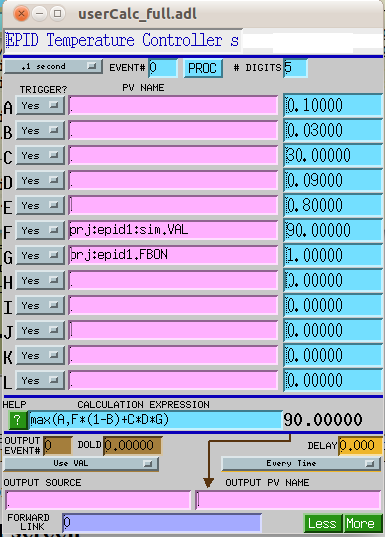 userCalc_full.adl
EPID Temperature Controller s
.1 second EVENT# 0 PROC # DIGITS 5
TRIGGER? PV NAME
A Yes 0.10000
B Yes 0.03000
C Yes 30.00000
D Yes 0.09000
E Yes 0.80000
F Yes prj:epid1:sim.VAL 90.00000
G Yes prj:epid1.FBON 1.00000
H Yes 0.00000
I Yes 0.00000
J Yes 0.00000
K Yes 0.00000
L Yes 0.00000
HELP CALCULATION EXPRESSION
? max(A,F*(1-B)+C*D*G) 90.00000
OUTPUT EVENT# 0 DOLD 0.00000 DELAY 0.000
Use VAL Every Time
OUTPUT SOURCE OUTPUT PV NAME
FORWARD LINK 0 Less More
screen